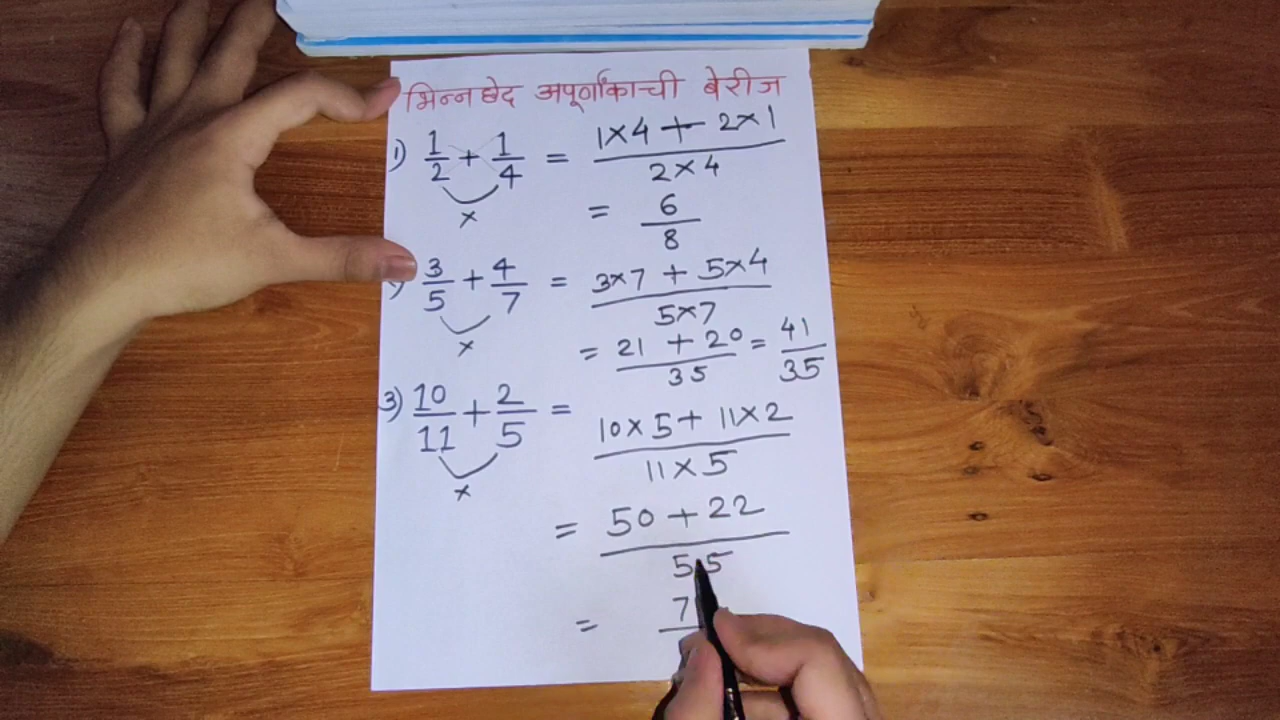 भिन्नछेद अपूर्णांकाची बेरीज
1) 1/2 + 1/4 = (1×4 + 2×1)/(2×4)
×
= 6/8
3/5 + 4/7 = (3×7 + 5×4)/(5×7)
×
= (21 + 20)/35 = 41/35
3) 10/11 + 2/5 = (10×5 + 11×2)/(11×5)
×
= (50 + 22)/55
= 7